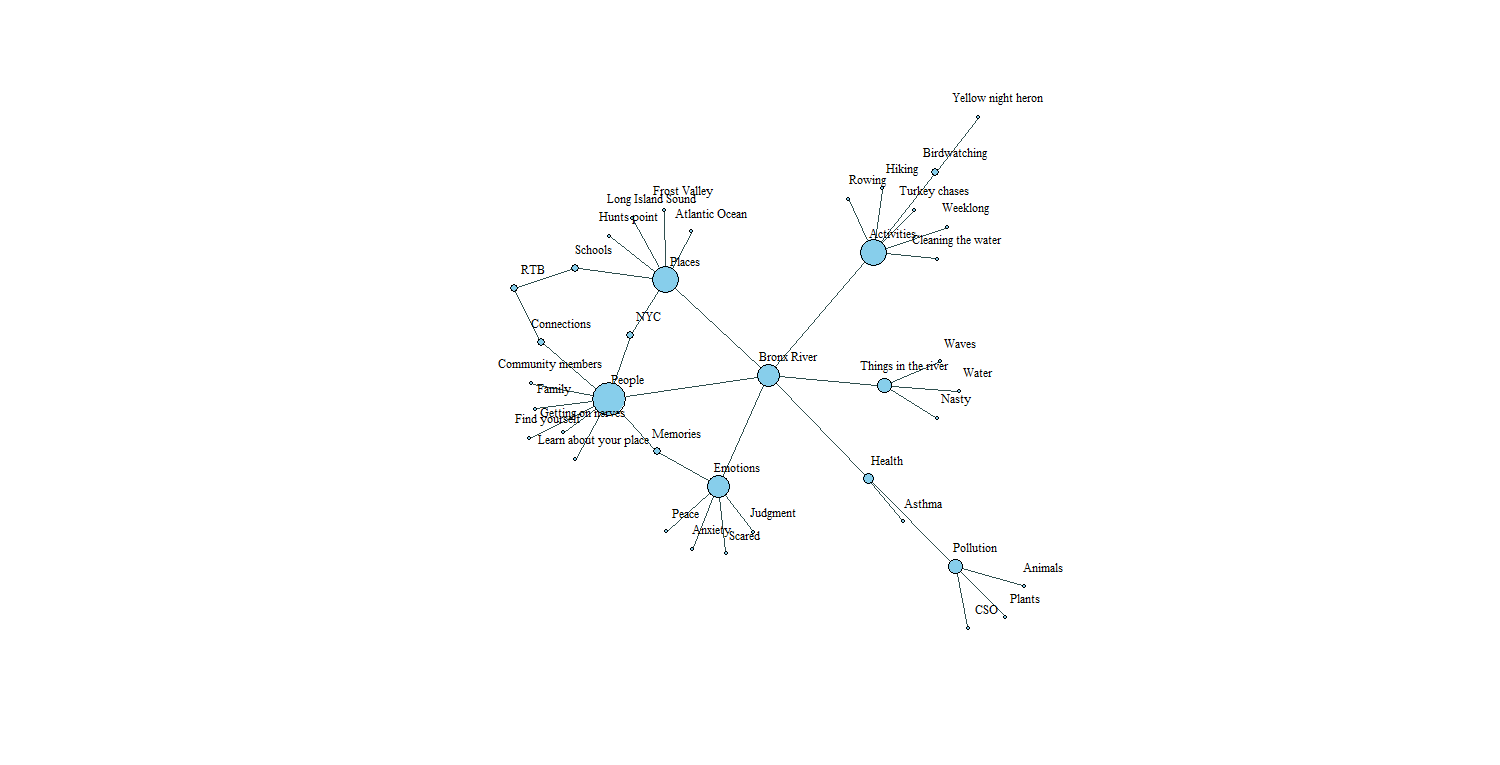 Yellow night heron
Birdwatching
Hiking
Rowing
Turkey chases
Weeklong
Activities
Cleaning the water
Frost Valley
Long Island Sound
Hunts point
Atlantic Ocean
Schools
Places
RTB
NYC
Connections
Bronx River
Waves
Things in the river
Water
Nasty
Community members
People
Family
Getting on nerves
Find yourself
Learn about your place
Memories
Emotions
Health
Asthma
Peace
Judgment
Anxiety
Scared
Pollution
Animals
Plants
CSO